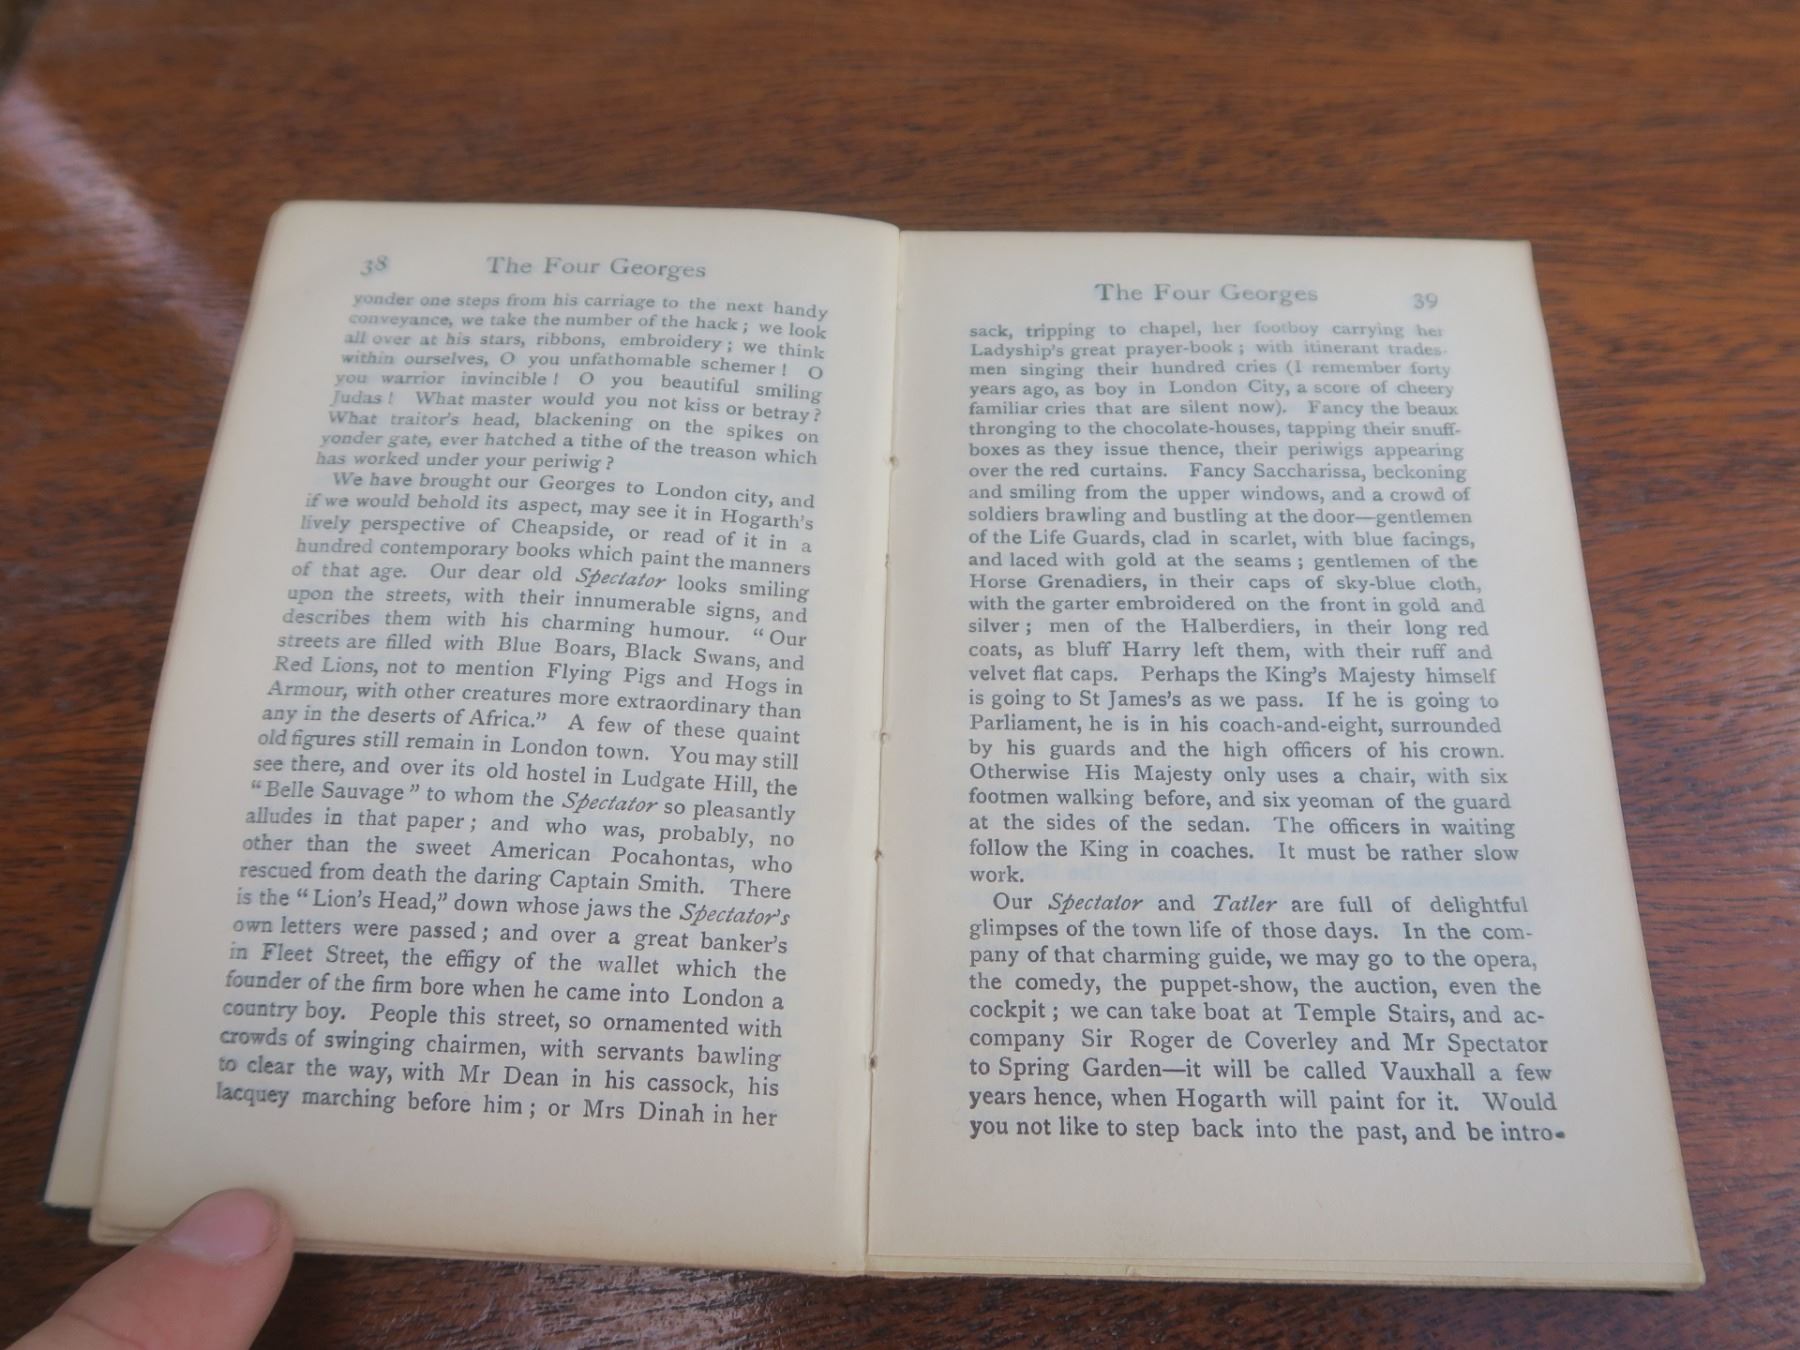 38
The Four Georges
yonder one steps from his carriage to the next handy
conveyance, we take the number of the hack ; we look
all over at his stars, ribbons, embroidery ; we think
within ourselves, O you unfathomable schemer ! O
you warrior invincible ! O you beautiful smiling
Judas ! What master would you not kiss or betray ?
What traitor's head, blackening on the spikes on
yonder gate, ever hatched a tithe of the treason which
has worked under your periwig ?
We have brought our Georges to London city, and
if we would behold its aspect, may see it in Hogarth's
lively perspective of Cheapside, or read of it in a
hundred contemporary books which paint the manners
of that age. Our dear old Spectator looks smiling
upon the streets, with their innumerable signs, and
describes them with his charming humour. “Our
streets are filled with Blue Boars, Black Swans, and
Red Lions, not to mention Flying Pigs and Hogs in
Armour, with other creatures more extraordinary than
any in the deserts of Africa.” A few of these quaint
old figures still remain in London town. You may still
see there, and over its old hostel in Ludgate Hill, the
“Belle Sauvage” to whom the Spectator so pleasantly
alludes in that paper ; and who was, probably, no
other than the sweet American Pocahontas, who
rescued from death the daring Captain Smith. There
is the “Lion's Head,” down whose jaws the Spectator's
own letters were passed ; and over a great banker's
in Fleet Street, the effigy of the wallet which the
founder of the firm bore when he came into London a
country boy. People this street, so ornamented with
crowds of swinging chairmen, with servants bawling
to clear the way, with Mr Dean in his cassock, his
lacquey marching before him ; or Mrs Dinah in her
The Four Georges
39
sack, tripping to chapel, her footboy carrying her
Ladyship's great prayer-book ; with itinerant trades-
men singing their hundred cries (I remember forty
years ago, as boy in London City, a score of cheery
familiar cries that are silent now). Fancy the beaux
thronging to the chocolate-houses, tapping their snuff-
boxes as they issue thence, their periwigs appearing
over the red curtains. Fancy Saccharissa, beckoning
and smiling from the upper windows, and a crowd of
soldiers brawling and bustling at the door—gentlemen
of the Life Guards, clad in scarlet, with blue facings,
and laced with gold at the seams ; gentlemen of the
Horse Grenadiers, in their caps of sky-blue cloth,
with the garter embroidered on the front in gold and
silver ; men of the Halberdiers, in their long red
coats, as bluff Harry left them, with their ruff and
velvet flat caps. Perhaps the King's Majesty himself
is going to St James's as we pass. If he is going to
Parliament, he is in his coach-and-eight, surrounded
by his guards and the high officers of his crown.
Otherwise His Majesty only uses a chair, with six
footmen walking before, and six yeoman of the guard
at the sides of the sedan. The officers in waiting
follow the King in coaches. It must be rather slow
work.
Our Spectator and Tatler are full of delightful
glimpses of the town life of those days. In the com-
pany of that charming guide, we may go to the opera,
the comedy, the puppet-show, the auction, even the
cockpit ; we can take boat at Temple Stairs, and ac-
company Sir Roger de Coverley and Mr Spectator
to Spring Garden—it will be called Vauxhall a few
years hence, when Hogarth will paint for it. Would
you not like to step back into the past, and be intro-